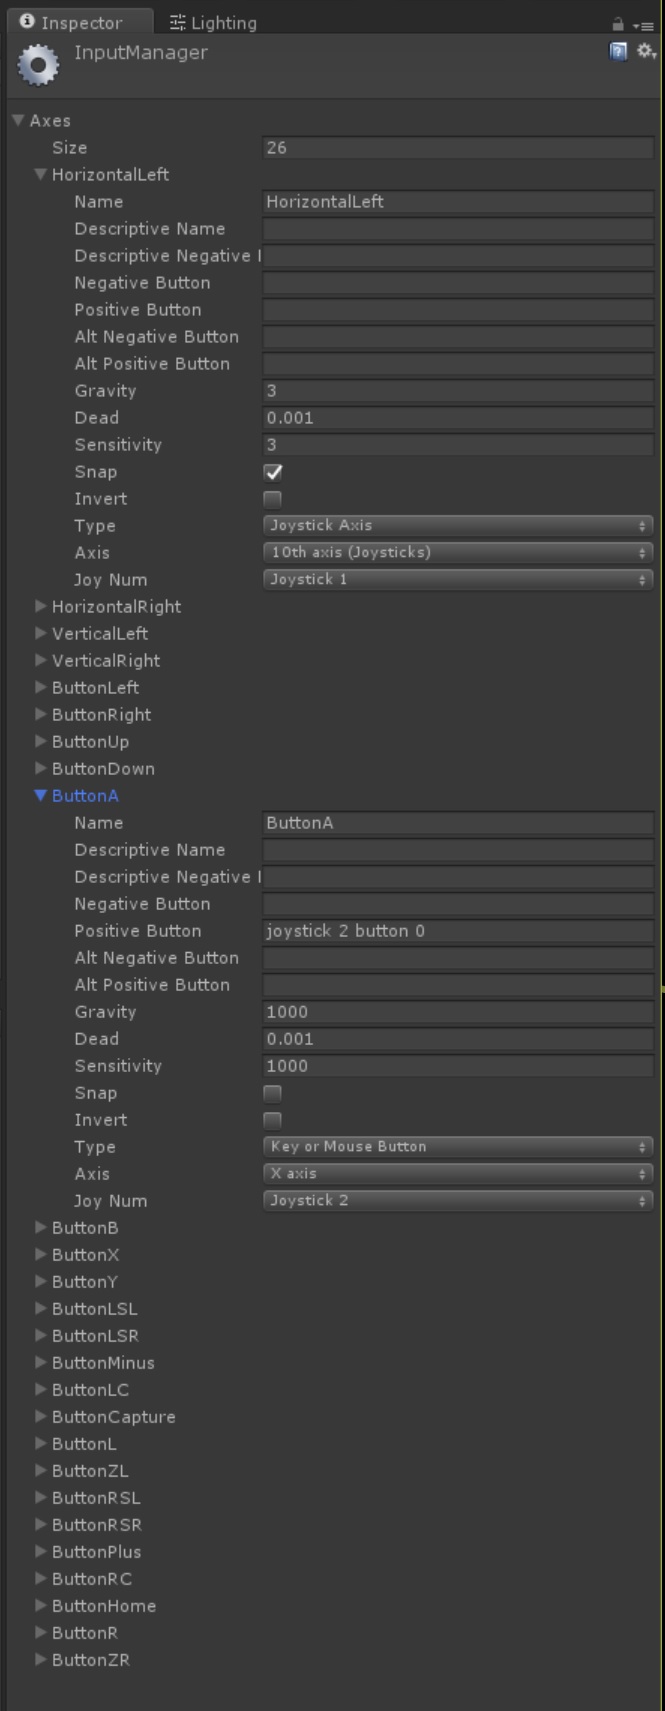 Inspector Lighting
InputManager
Axes
Size 26
HorizontalLeft
Name HorizontalLeft
Descriptive Name
Descriptive Negative
Negative Button
Positive Button
Alt Negative Button
Alt Positive Button
Gravity 3
Dead 0.001
Sensitivity 3
Snap
Invert
Type Joystick Axis
Axis 10th axis (Joysticks)
Joy Num Joystick 1
HorizontalRight
VerticalLeft
VerticalRight
ButtonLeft
ButtonRight
ButtonUp
ButtonDown
ButtonA
Name ButtonA
Descriptive Name
Descriptive Negative
Negative Button
Positive Button joystick 2 button 0
Alt Negative Button
Alt Positive Button
Gravity 1000
Dead 0.001
Sensitivity 1000
Snap
Invert
Type Key or Mouse Button
Axis X axis
Joy Num Joystick 2
ButtonB
ButtonX
ButtonY
ButtonLSL
ButtonLSR
ButtonMinus
ButtonLC
ButtonCapture
ButtonL
ButtonZL
ButtonRSL
ButtonRSR
ButtonPlus
ButtonRC
ButtonHome
ButtonR
ButtonZR